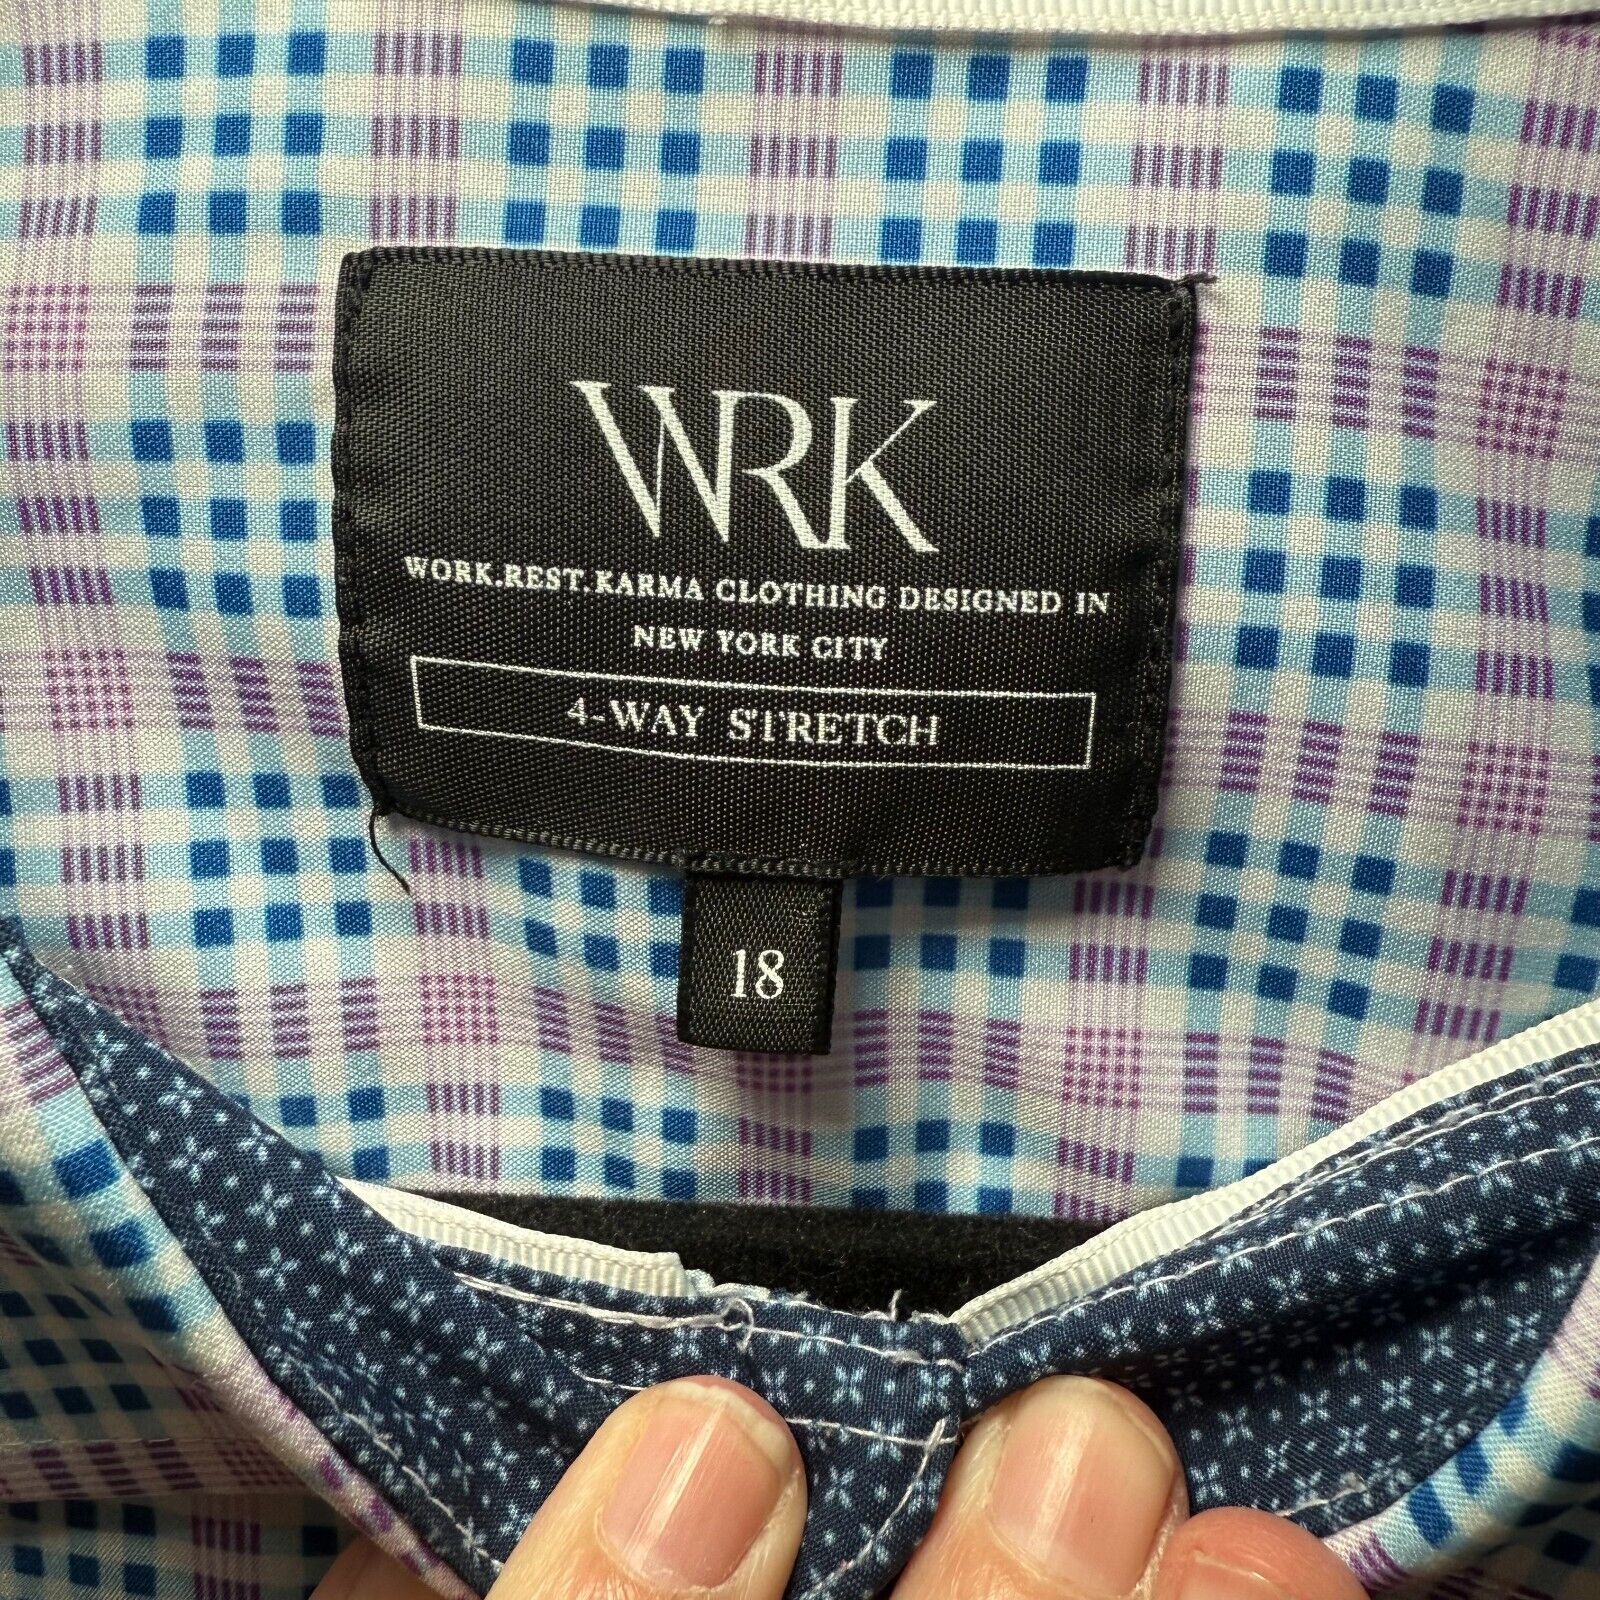 WRK
WORK.REST.KARMA CLOTHING DESIGNED IN
NEW YORK CITY
4-WAY STRETCH
18